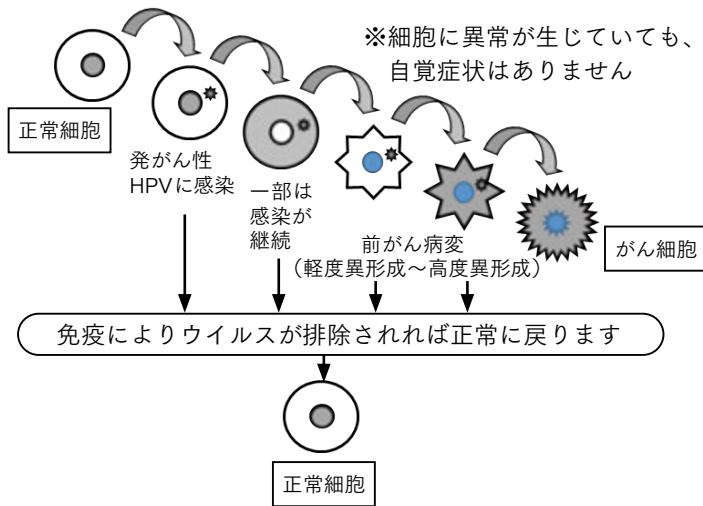 ※細胞に異常が生じていても、
自覚症状はありません
正常細胞
発がん性
HPVに感染
一部は
感染が
継続
前がん病変
（軽度異形成～高度異形成）
がん細胞
免疫によりウイルスが排除されれば正常に戻ります
正常細胞